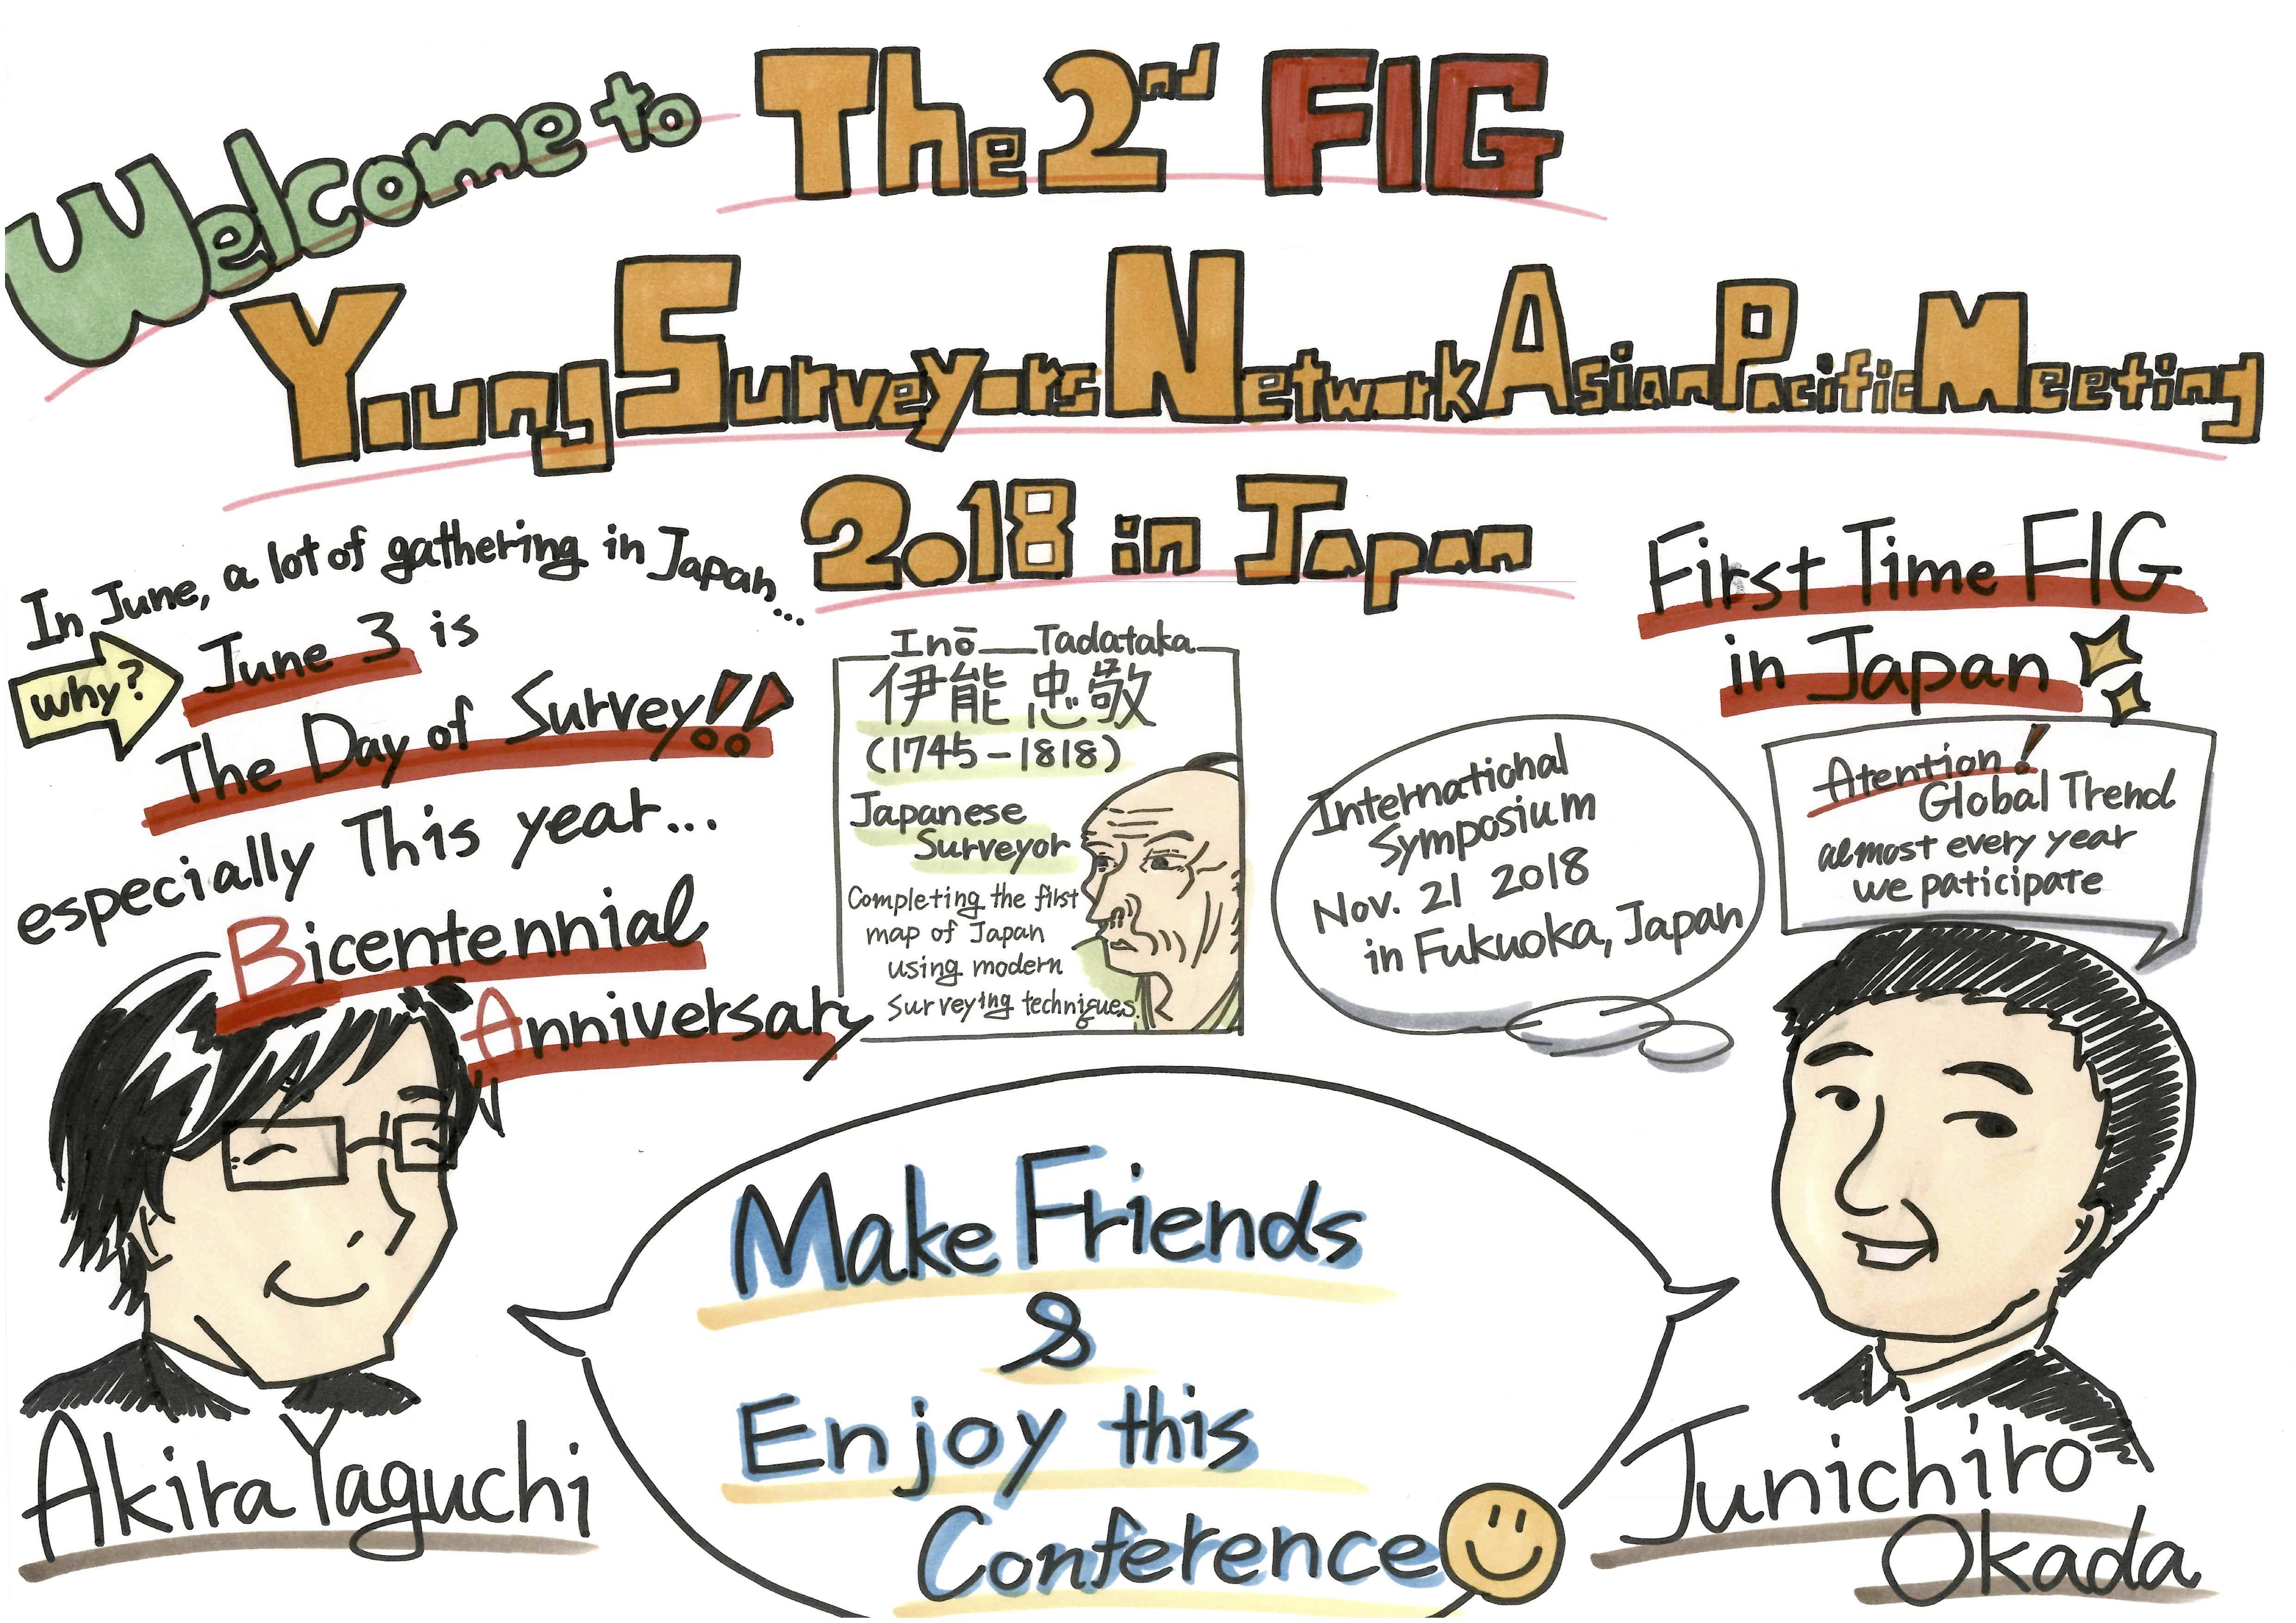 Welcome to The 2nd FIG
Young Surveyors Network Asian Pacific Meeting
2018 in Japan
In June, a lot of gathering in Japan...
why?
June 3 is
The Day of Survey!!
especially This year...
Bicentennial
Anniversary
Inō Tadataka
伊能 忠敬
(1745-1818)
Japanese
Surveyor
Completing the first
map of Japan
using modern
surveying techniques.
First Time FIG
in Japan
International
Symposium
Nov. 21 2018
in Fukuoka, Japan
Atention!
Global Trend
almost every year
we paticipate
Make Friends
&
Enjoy this
Conference
Akira Yaguchi
Junichiro
Okada